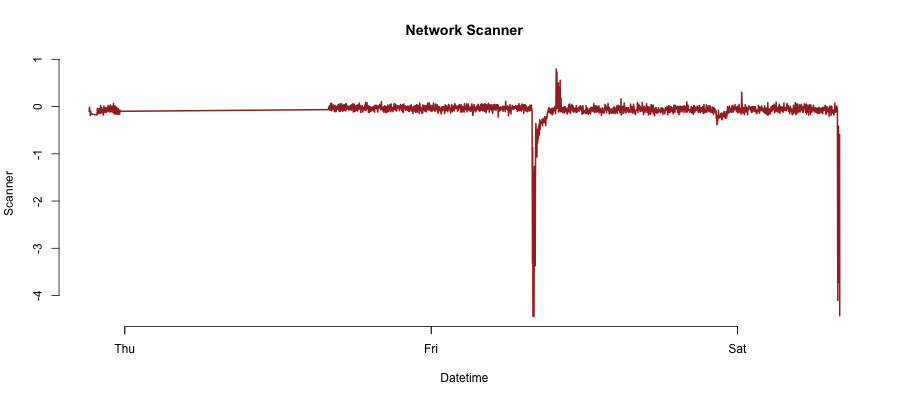 Network Scanner
1
0
-1
-2
-3
-4
Scanner
Thu
Fri
Sat
Datetime